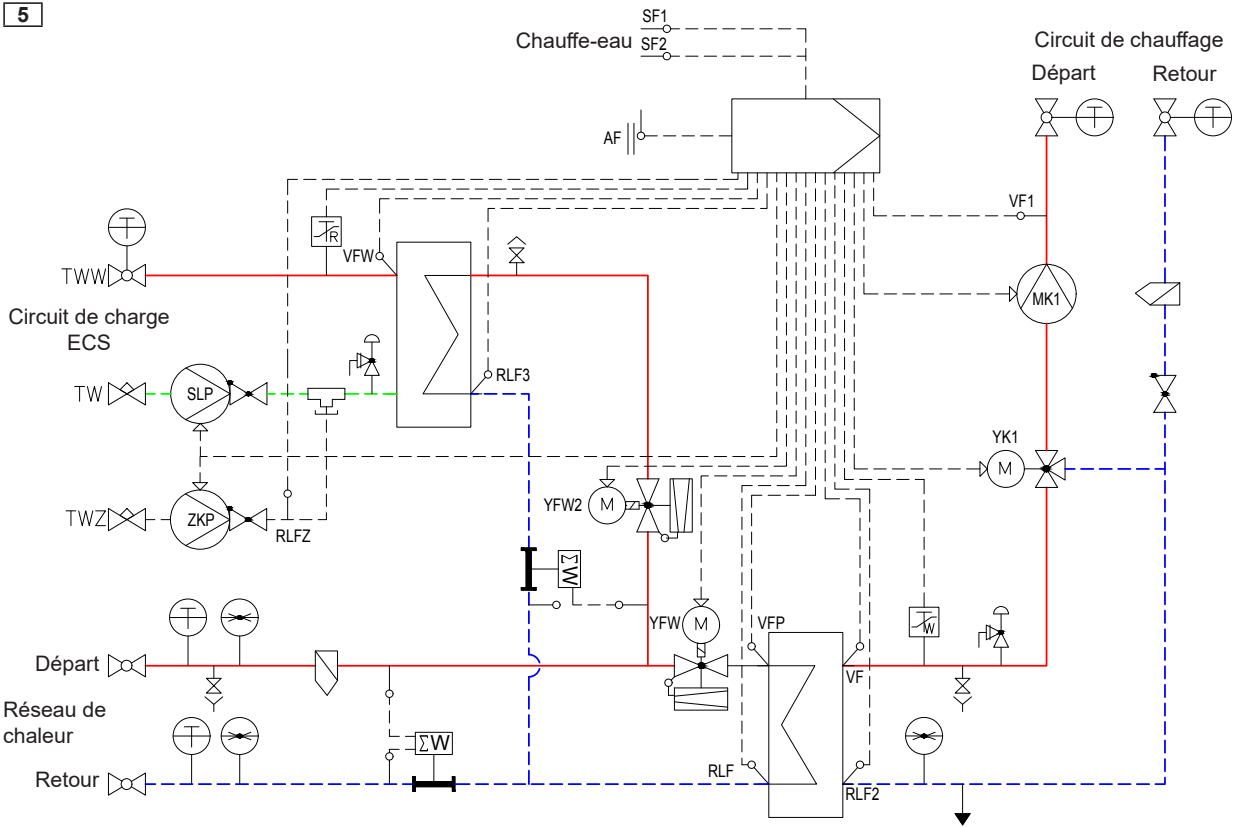 5
SF1
Chauffe-eau
SF2
Circuit de chauffage
Départ
Retour
T
T
AF
VF1
T
R
VFW
TWW
MK1
Circuit de charge
ECS
RLF3
TW
SLP
YK1
M
YFW2
M
TWZ
ZKP
RLFZ
ΣW
YFW
M
VFP
W
T
Départ
VF
Réseau de
chaleur
T
ΣW
Retour
RLF
RLF2